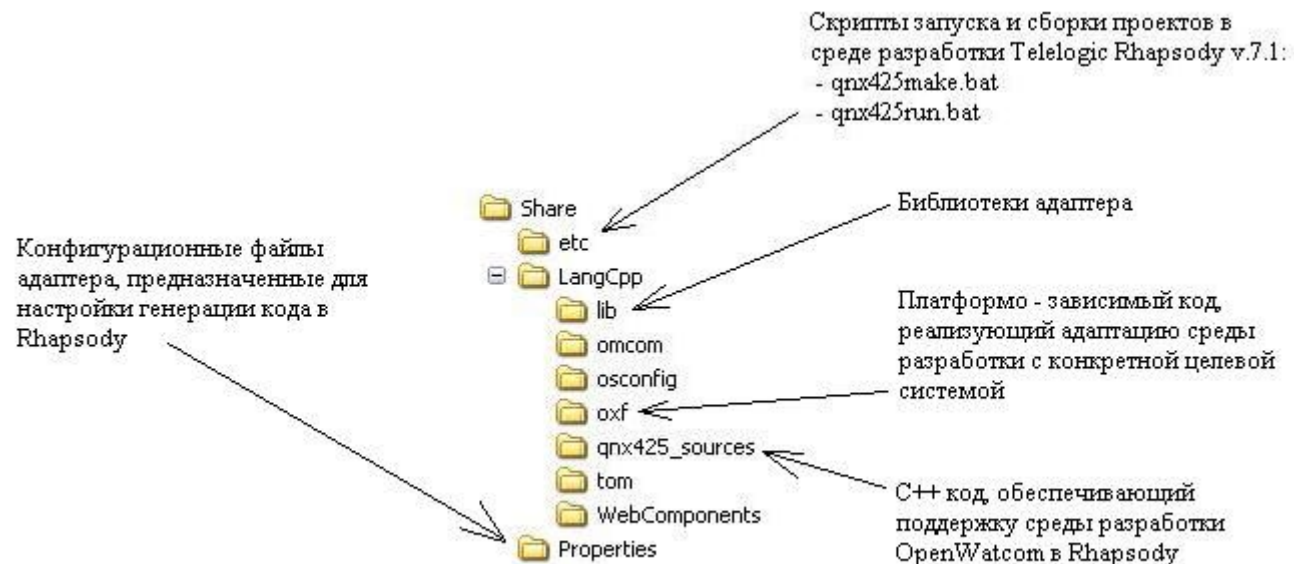 Скрипты запуска и сборки проектов в
среде разработки Telelogic Rhapsody v.7.1:
- qnx425make.bat
- qnx425run.bat
Share
etc
LangCpp
lib
omcom
osconfig
oxf
qnx425_sources
tom
WebComponents
Properties
Библиотеки адаптера
Конфигурационные файлы
адаптера, предназначенные для
настройки генерации кода в
Rhapsody
Платформо - зависимый код,
реализующий адаптацию среды
разработки с конкретной целевой
системой
C++ код, обеспечивающий
поддержку среды разработки
OpenWatcom в Rhapsody